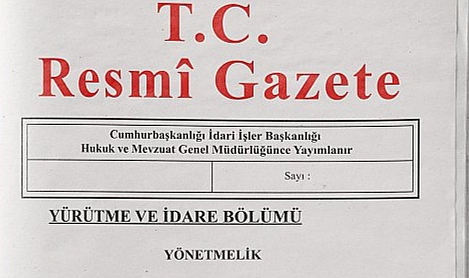 T.C.
Resmî Gazete
Cumhurbaşkanlığı İdari İşler Başkanlığı
Hukuk ve Mevzuat Genel Müdürlüğünce Yayımlanır
Sayı :
YÜRÜTME VE İDARE BÖLÜMÜ
YÖNETMELİK